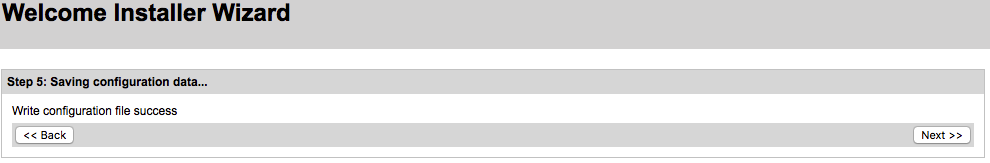 Welcome Installer Wizard
Step 5: Saving configuration data...
Write configuration file success
<< Back
Next >>